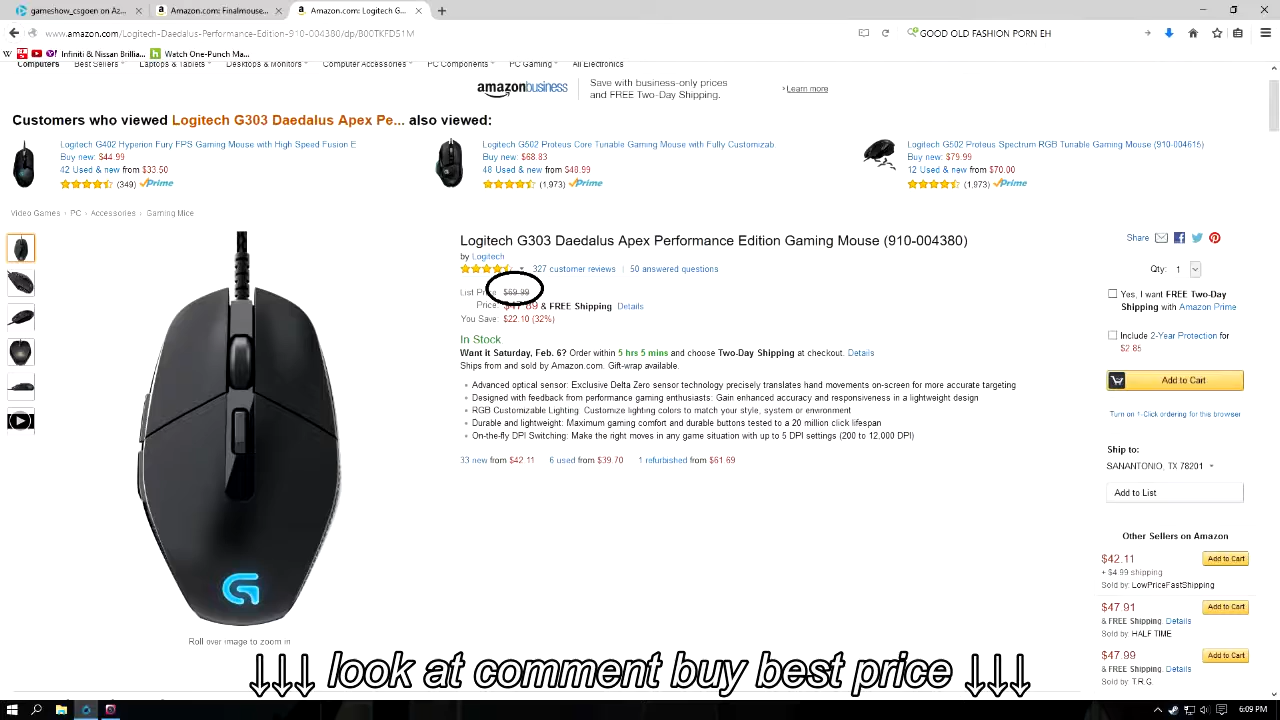 gameshow_csgoen on A...
Amazon.com: Finalmouse ...
Amazon.com: Logitech G...
www.amazon.com/Logitech-Daedalus-Performance-Edition-910-004380/dp/B00TKFDS1M
GOOD OLD FASHION PORN EH
Infiniti & Nissan Brillia...
Watch One-Punch Ma...
Computers Best Sellers Laptops & Tablets Desktops & Monitors Computer Accessories PC Components PC Gaming All Electronics
amazonbusiness
Save with business-only prices
and FREE Two-Day Shipping.
› Learn more
Customers who viewed Logitech G303 Daedalus Apex Pe... also viewed:
Logitech G402 Hyperion Fury FPS Gaming Mouse with High Speed Fusion E
Buy new: $44.99
42 Used & new from $33.50
(349) Prime
Logitech G502 Proteus Core Tunable Gaming Mouse with Fully Customizab
Buy new: $68.83
48 Used & new from $48.99
(1,973) Prime
Logitech G502 Proteus Spectrum RGB Tunable Gaming Mouse (910-004615)
Buy new: $79.99
12 Used & new from $70.00
(1,973) Prime
Video Games › PC › Accessories › Gaming Mice
Logitech G303 Daedalus Apex Performance Edition Gaming Mouse (910-004380)
by Logitech
327 customer reviews | 50 answered questions
List Price: $69.99
Price: $47.89 & FREE Shipping. Details
You Save: $22.10 (32%)
In Stock
Want it Saturday, Feb. 6? Order within 5 hrs 5 mins and choose Two-Day Shipping at checkout. Details
Ships from and sold by Amazon.com. Gift-wrap available.
Advanced optical sensor: Exclusive Delta Zero sensor technology precisely translates hand movements on-screen for more accurate targeting
Designed with feedback from performance gaming enthusiasts: Gain enhanced accuracy and responsiveness in a lightweight design
RGB Customizable Lighting. Customize lighting colors to match your style, system or environment
Durable and lightweight: Maximum gaming comfort and durable buttons tested to a 20 million click lifespan
On-the-fly DPI Switching: Make the right moves in any game situation with up to 5 DPI settings (200 to 12,000 DPI)
33 new from $42.11 6 used from $39.70 1 refurbished from $61.69
Roll over image to zoom in
Share
Qty: 1
Yes, I want FREE Two-Day
Shipping with Amazon Prime
Include 2-Year Protection for
$2.85
Add to Cart
Turn on 1-Click ordering for this browser
Ship to:
SANANTONIO, TX 78201
Add to List
Other Sellers on Amazon
$42.11 Add to Cart
+ $4.99 shipping
Sold by: LowPriceFastShipping
$47.91 Add to Cart
& FREE Shipping. Details
Sold by: HALF TIME
$47.99 Add to Cart
& FREE Shipping. Details
Sold by: T.R.G.
↓↓↓ look at comment buy best price ↓↓↓
6:09 PM